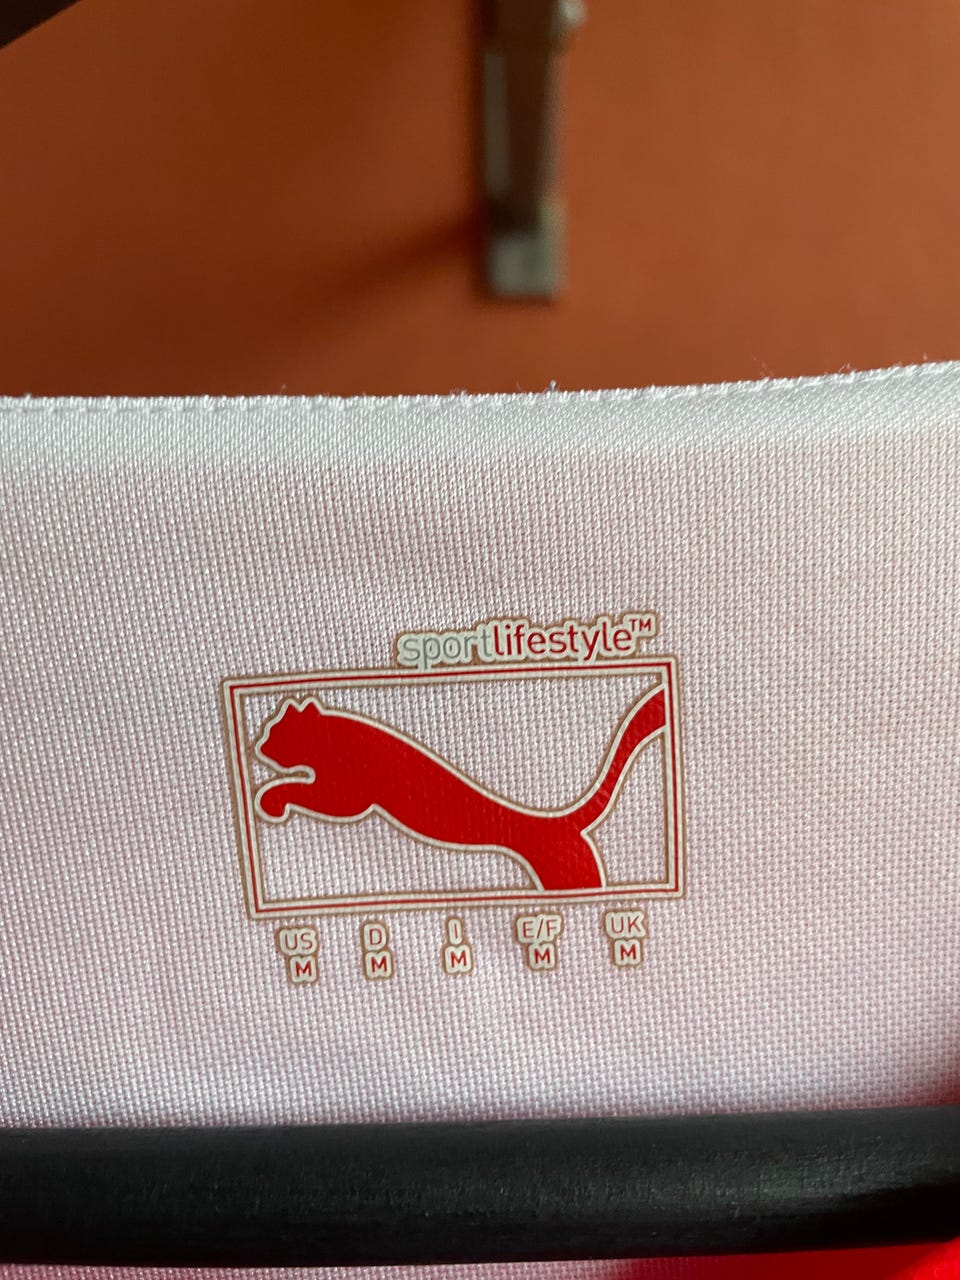 sportlifestyle™
US D I E/F UK
M M M M M